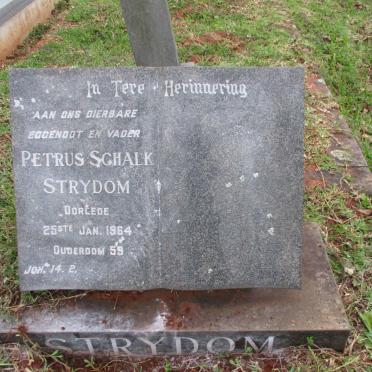 In Tere Herinnering
AAN ONS DIERBARE
EGGENOOT EN VADER
PETRUS SCHALK
STRYDOM
OORLEDE
25STE JAN. 1964
OUDERDOM 59
JOH. 14. 2.
STRYDOM